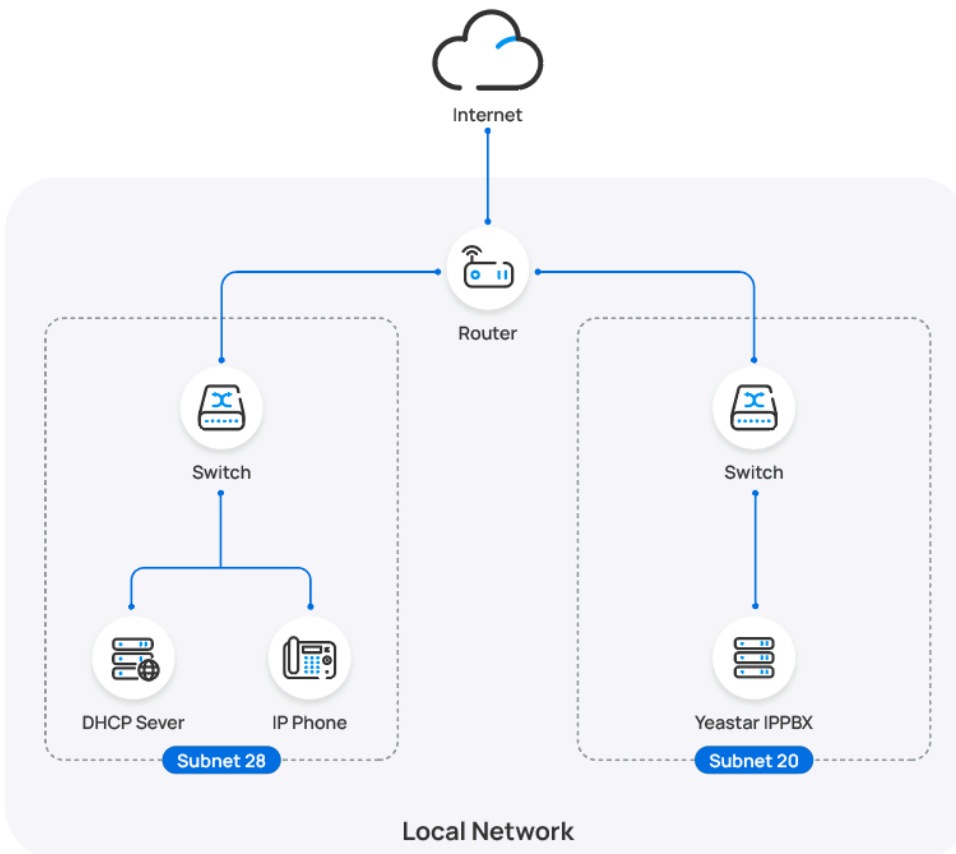 Internet
Router
Switch
Switch
DHCP Sever
IP Phone
Yeastar IPPBX
Subnet 28
Subnet 20
Local Network